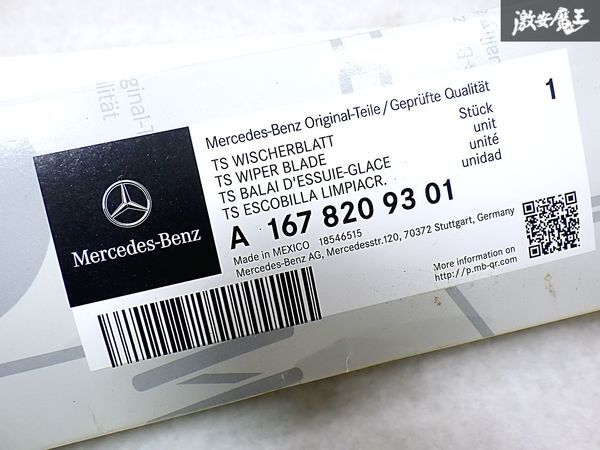 激安魔王
Mercedes-Benz
Mercedes-Benz Original-Teile/Geprüfte Qualität
TS WISCHERBLATT
TS WIPER BLADE
TS BALAI D'ESSUIE-GLACE
TS ESCOBILLA LIMPIACR.
Stück
unit
unité
unidad
1
A 167 820 93 01
Made in MEXICO 18546515
Mercedes-Benz AG, Mercedesstr.120, 70372 Stuttgart, Germany
More information on
http://p.mb-qr.com